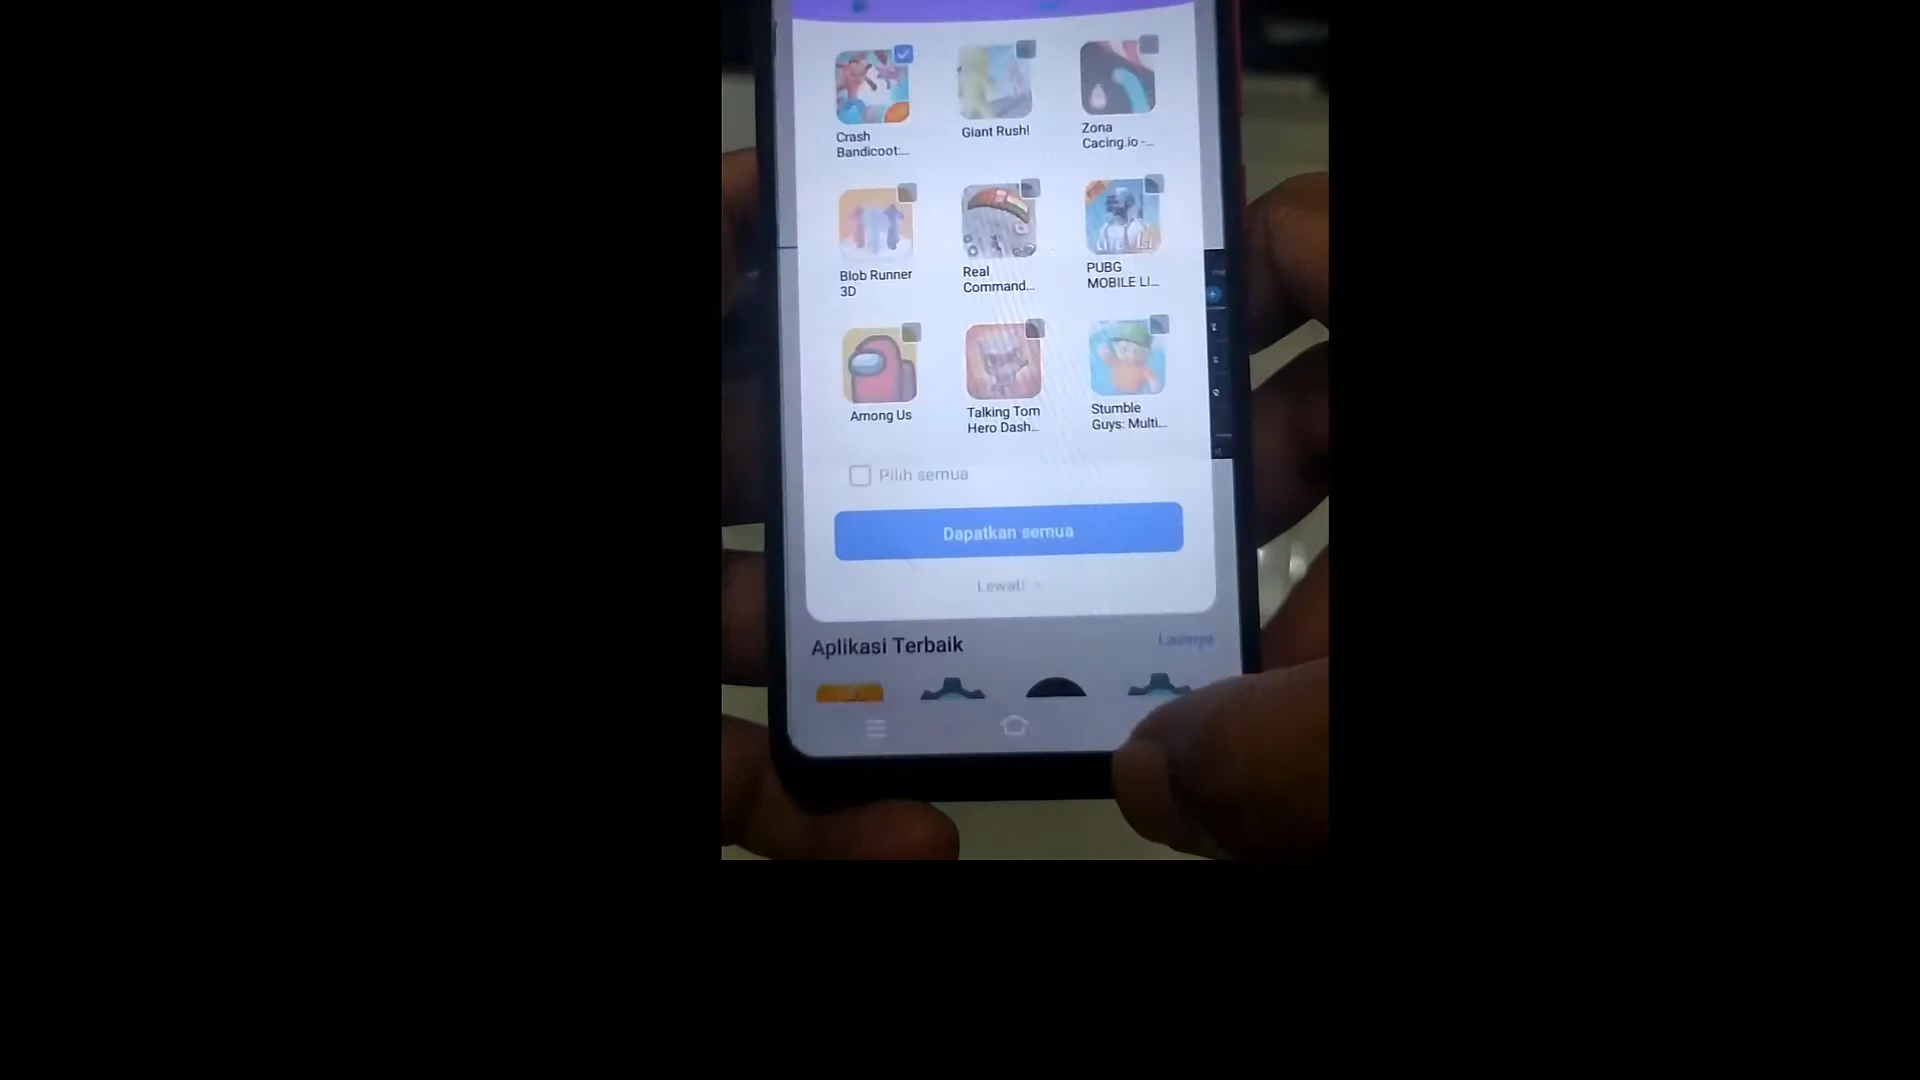 Crash
Bandicoot:...
Giant Rush!
Zona
Cacing.io -...
Blob Runner
3D
Real
Command...
PUBG
MOBILE LI...
Among Us
Talking Tom
Hero Dash...
Stumble
Guys: Multi...
Pilih semua
Dapatkan semua
Lewati
Aplikasi Terbaik
Lainnya